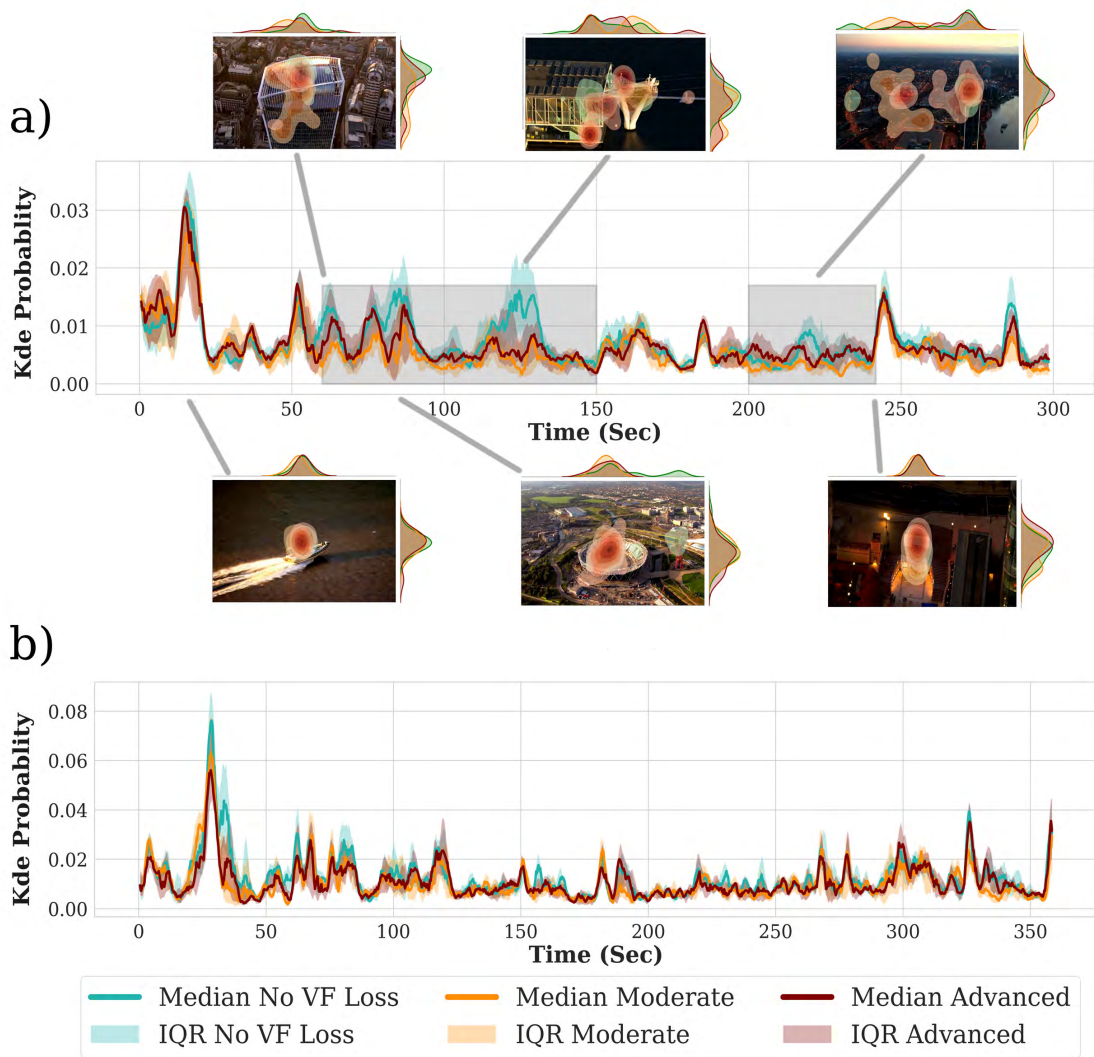 a)
Kde Probablity
0.03
0.02
0.01
0.00
0 50 100 150 200 250 300
Time (Sec)
b)
Kde Probablity
0.08
0.06
0.04
0.02
0.00
0 50 100 150 200 250 300 350
Time (Sec)
Median No VF Loss Median Moderate Median Advanced
IQR No VF Loss IQR Moderate IQR Advanced